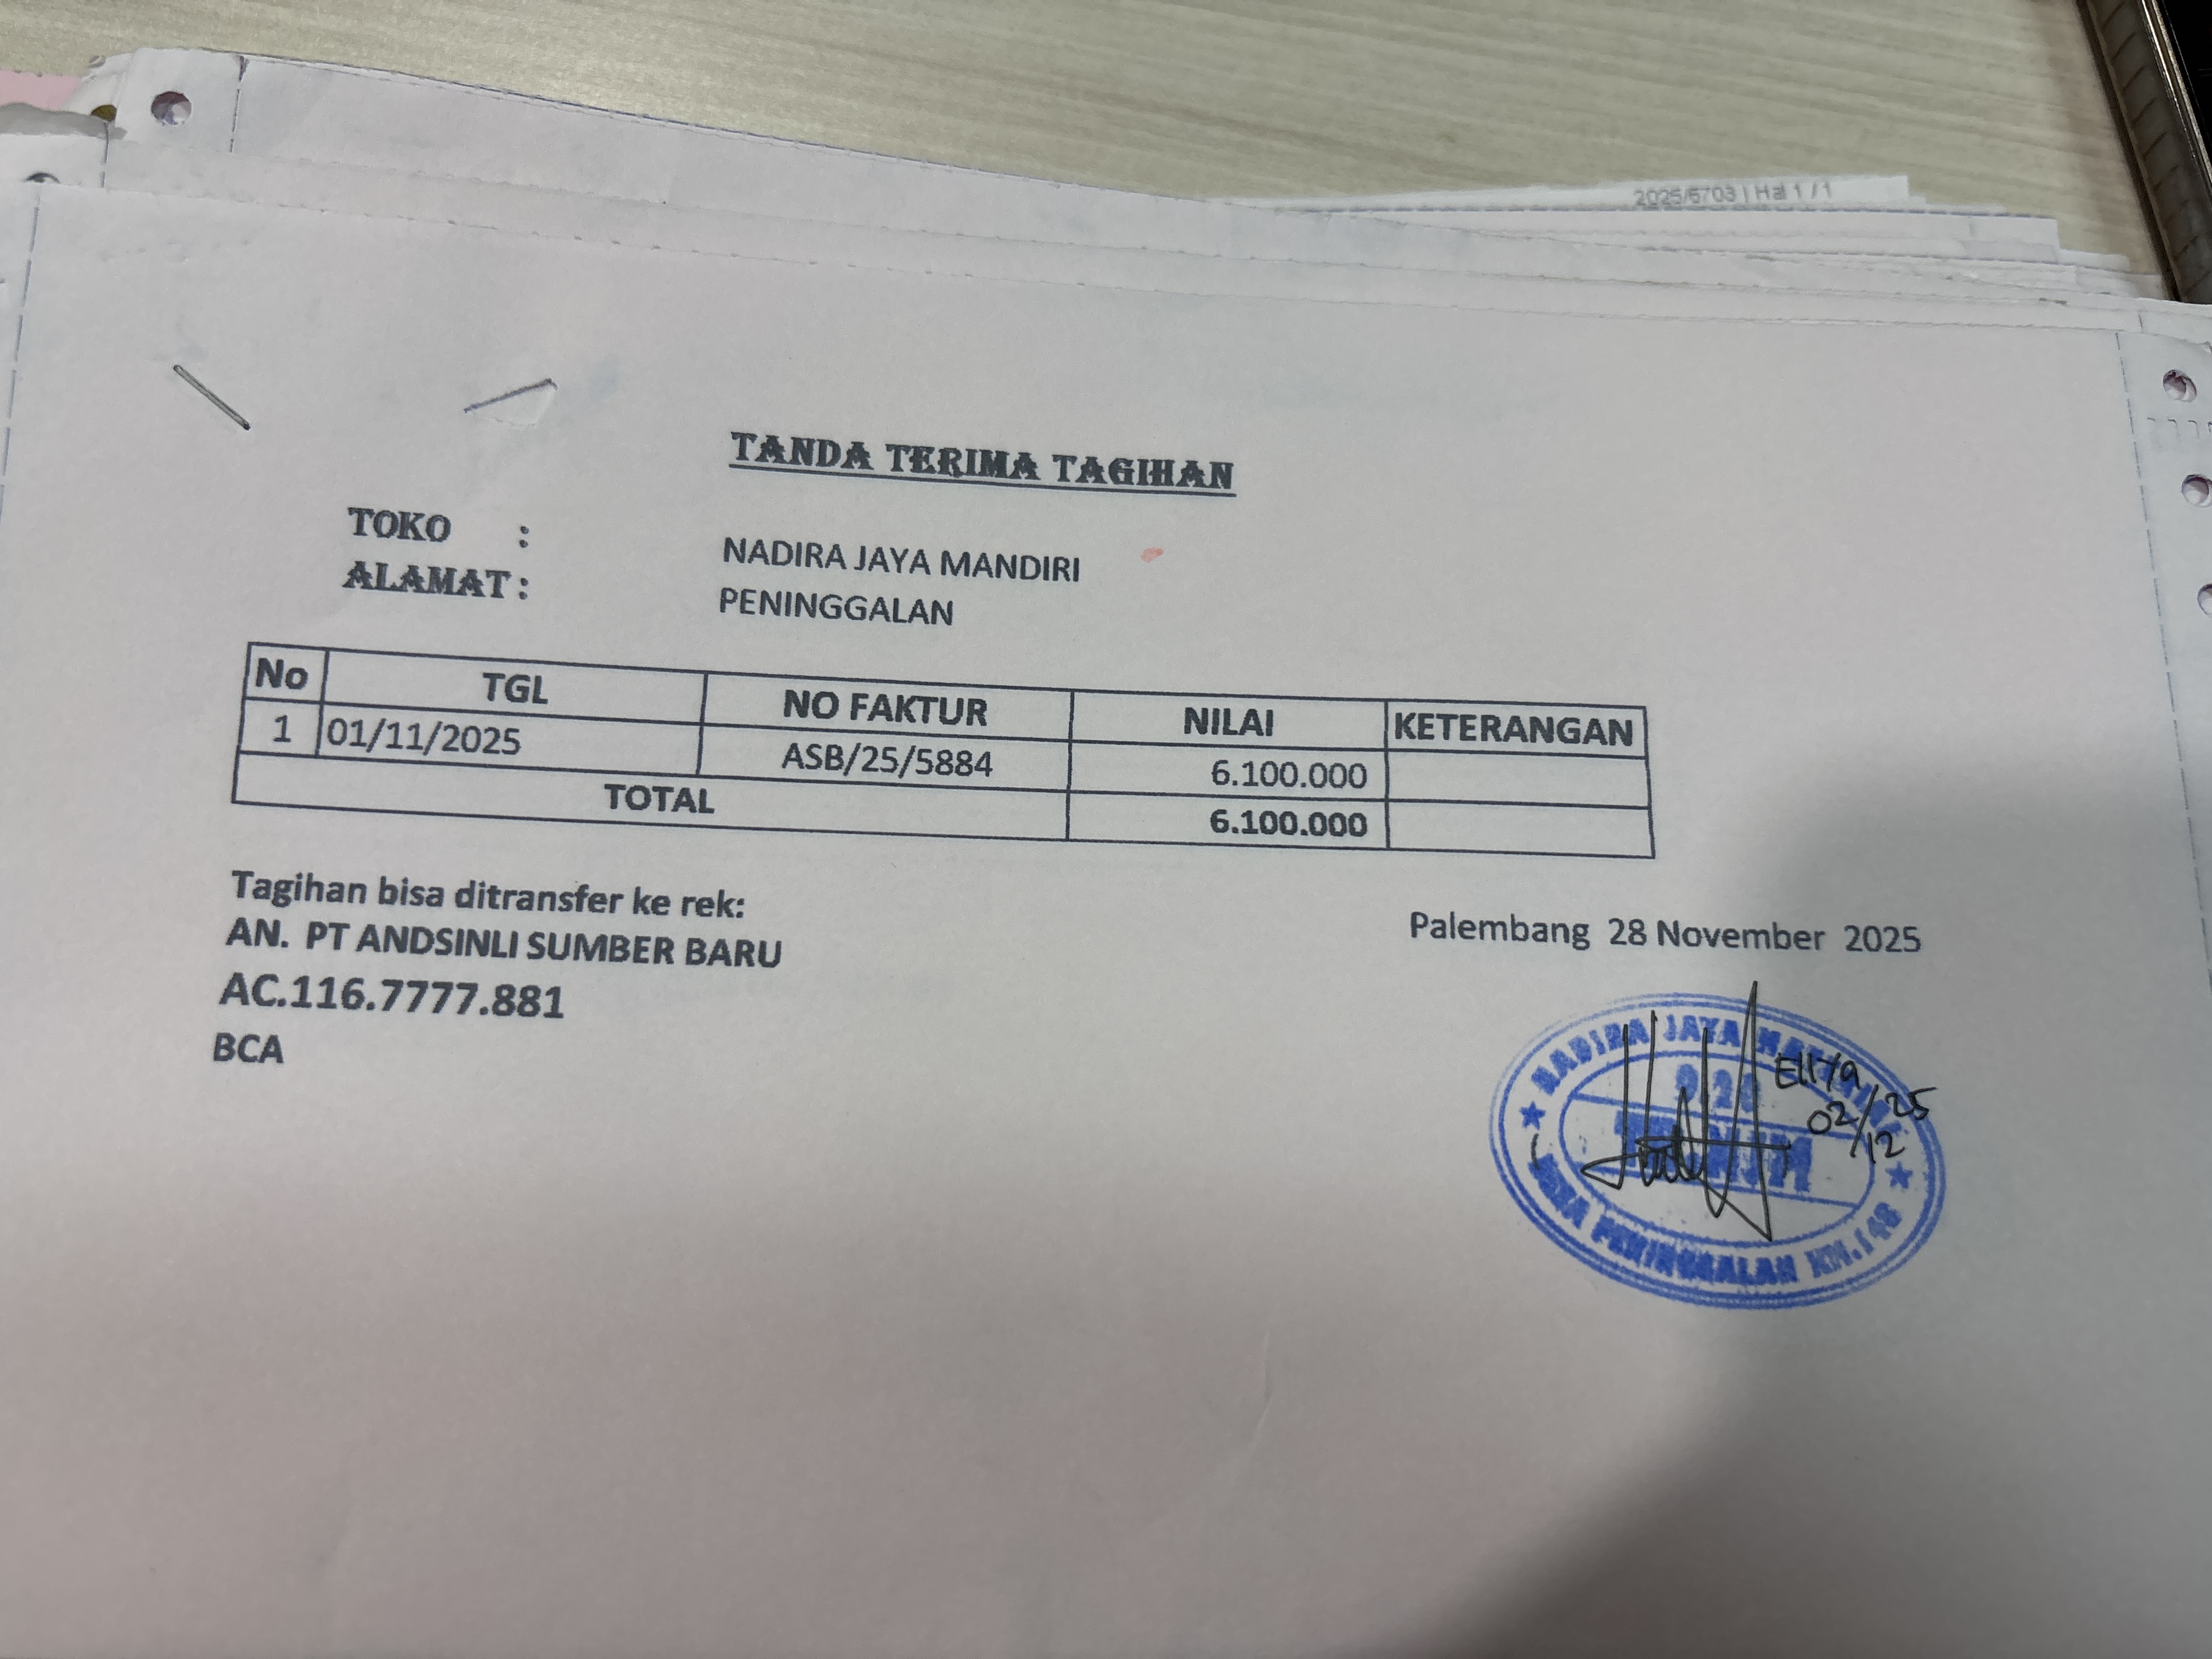 2025/5703 | Hal 1 / 1
TANDA TERIMA TAGIHAN
TOKO : NADIRA JAYA MANDIRI
ALAMAT : PENINGGALAN
No TGL NO FAKTUR NILAI KETERANGAN
1 01/11/2025 ASB/25/5884 6.100.000
TOTAL 6.100.000
Tagihan bisa ditransfer ke rek:
AN. PT ANDSINLI SUMBER BARU
AC.116.7777.881
BCA
Palembang 28 November 2025
NADIRA JAYA
Ellya
02/12/25
PENINGGALAN KM.148